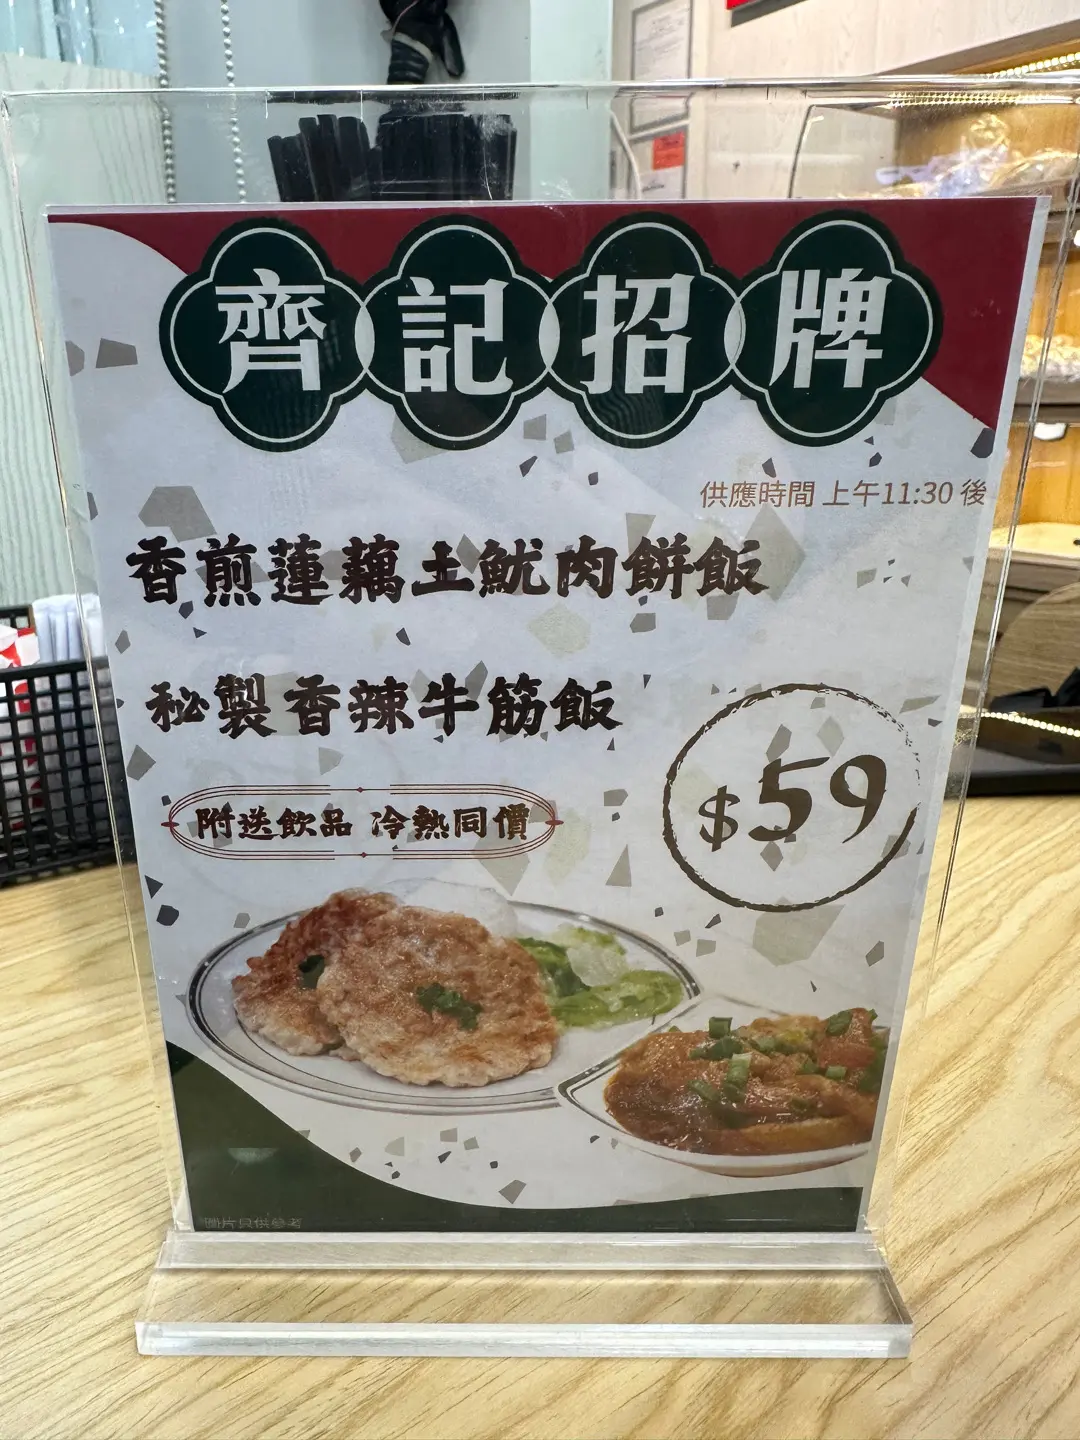 齊記招牌
供應時間 上午11:30 後
香煎蓮藕土魷肉餅飯
秘製香辣牛筋飯
$59
附送飲品 冷熱同價
圖片只供參考